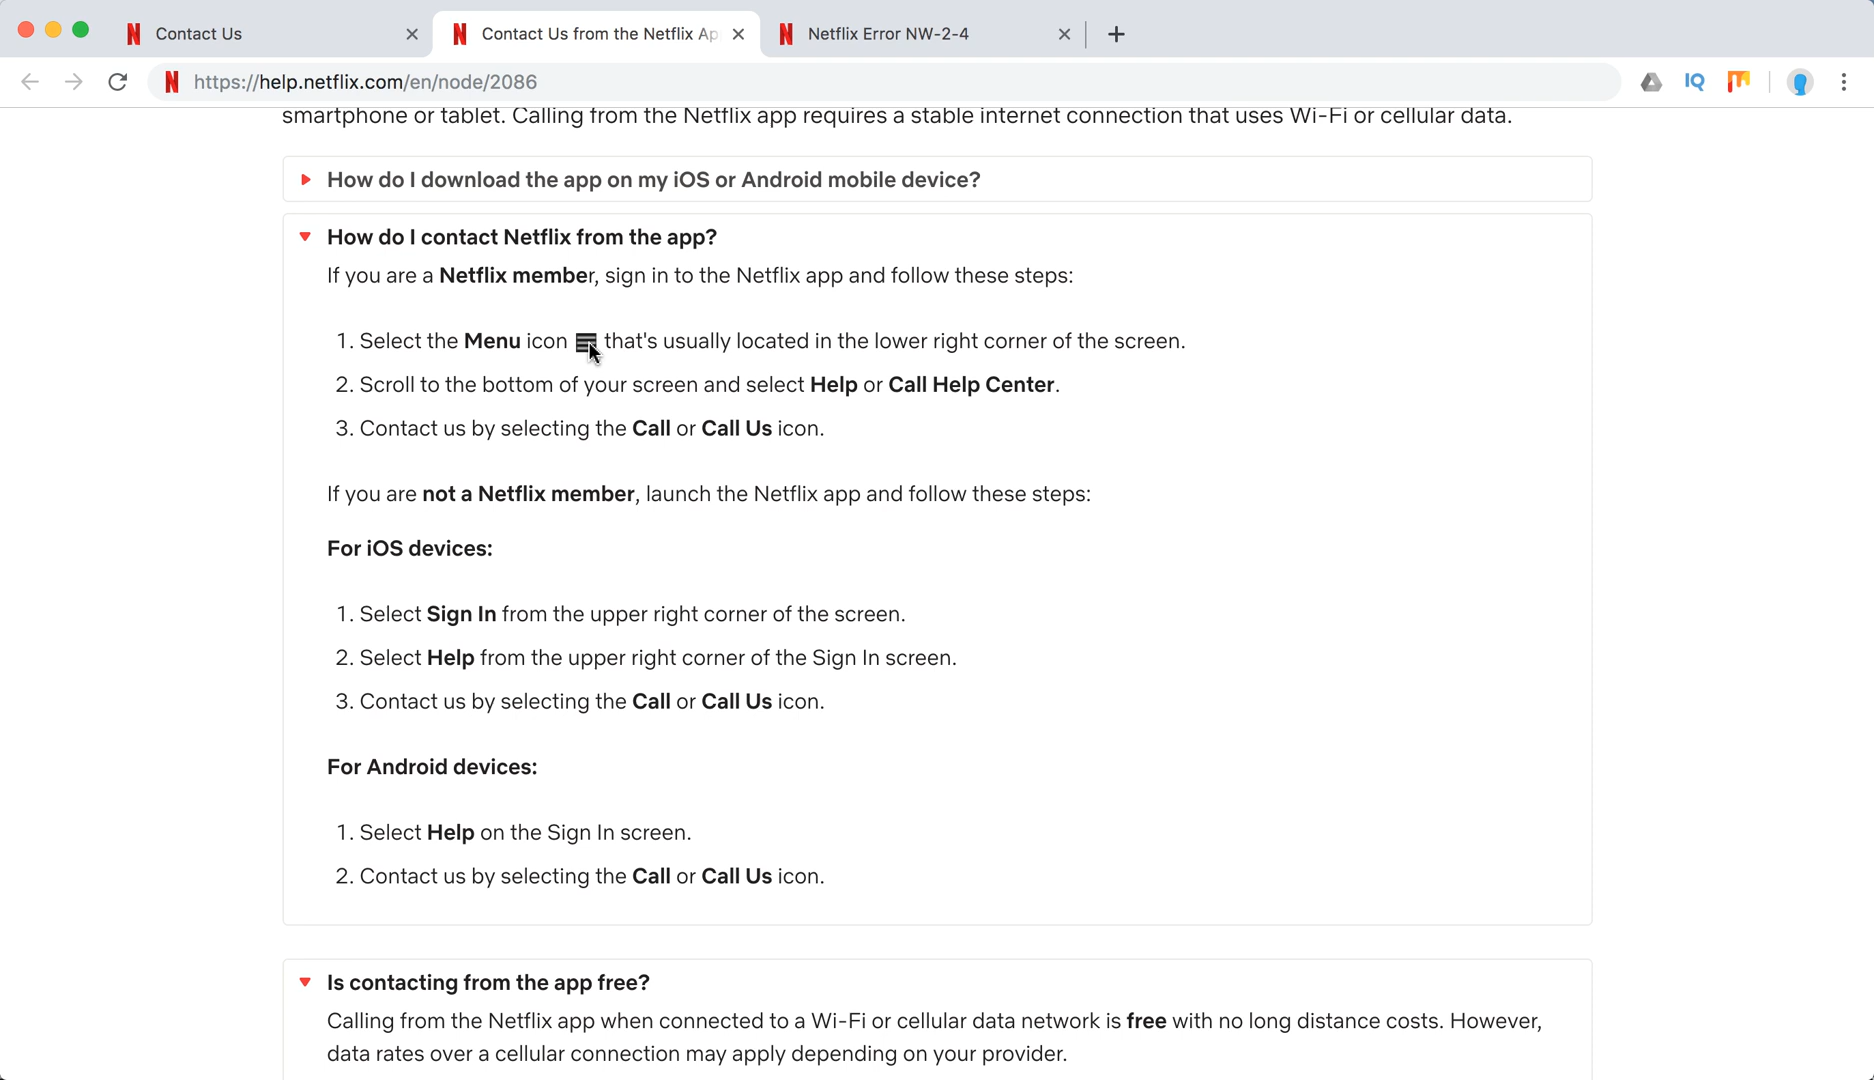 Contact Us
Contact Us from the Netflix Ap
Netflix Error NW-2-4
https://help.netflix.com/en/node/2086
IQ
smartphone or tablet. Calling from the Netflix app requires a stable internet connection that uses Wi-Fi or cellular data.
How do I download the app on my iOS or Android mobile device?
How do I contact Netflix from the app?
If you are a Netflix member, sign in to the Netflix app and follow these steps:
1. Select the Menu icon that's usually located in the lower right corner of the screen.
2. Scroll to the bottom of your screen and select Help or Call Help Center.
3. Contact us by selecting the Call or Call Us icon.
If you are not a Netflix member, launch the Netflix app and follow these steps:
For iOS devices:
1. Select Sign In from the upper right corner of the screen.
2. Select Help from the upper right corner of the Sign In screen.
3. Contact us by selecting the Call or Call Us icon.
For Android devices:
1. Select Help on the Sign In screen.
2. Contact us by selecting the Call or Call Us icon.
Is contacting from the app free?
Calling from the Netflix app when connected to a Wi-Fi or cellular data network is free with no long distance costs. However,
data rates over a cellular connection may apply depending on your provider.